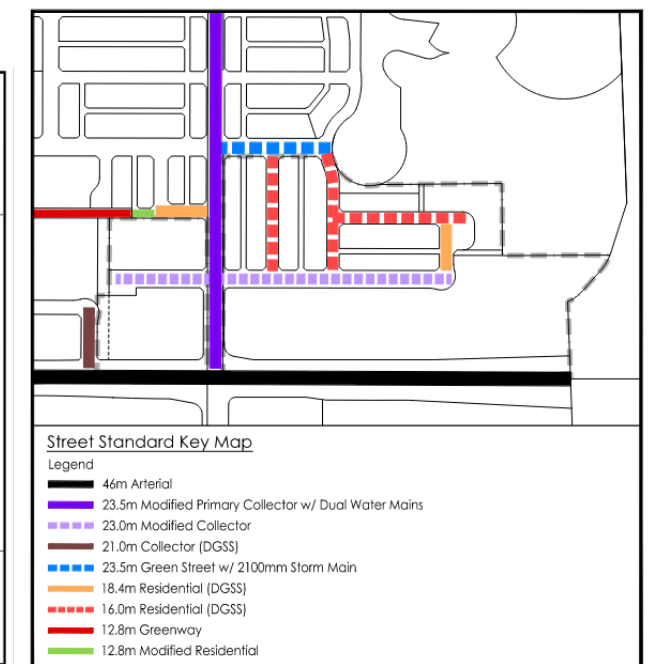 Street Standard Key Map
Legend
46m Arterial
23.5m Modified Primary Collector w/ Dual Water Mains
23.0m Modified Collector
21.0m Collector (DGSS)
23.5m Green Street w/ 2100mm Storm Main
18.4m Residential (DGSS)
16.0m Residential (DGSS)
12.8m Greenway
12.8m Modified Residential